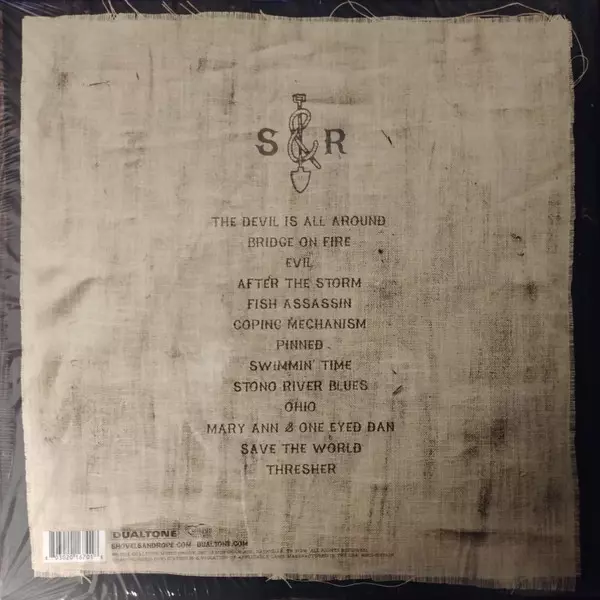 S & R
THE DEVIL IS ALL AROUND
BRIDGE ON FIRE
EVIL
AFTER THE STORM
FISH ASSASSIN
COPING MECHANISM
PINNED
SWIMMIN' TIME
STONO RIVER BLUES
OHIO
MARY ANN & ONE EYED DAN
SAVE THE WORLD
THRESHER
DUALTONE
SHOVELSANDROPE.COM DUALTONE.COM